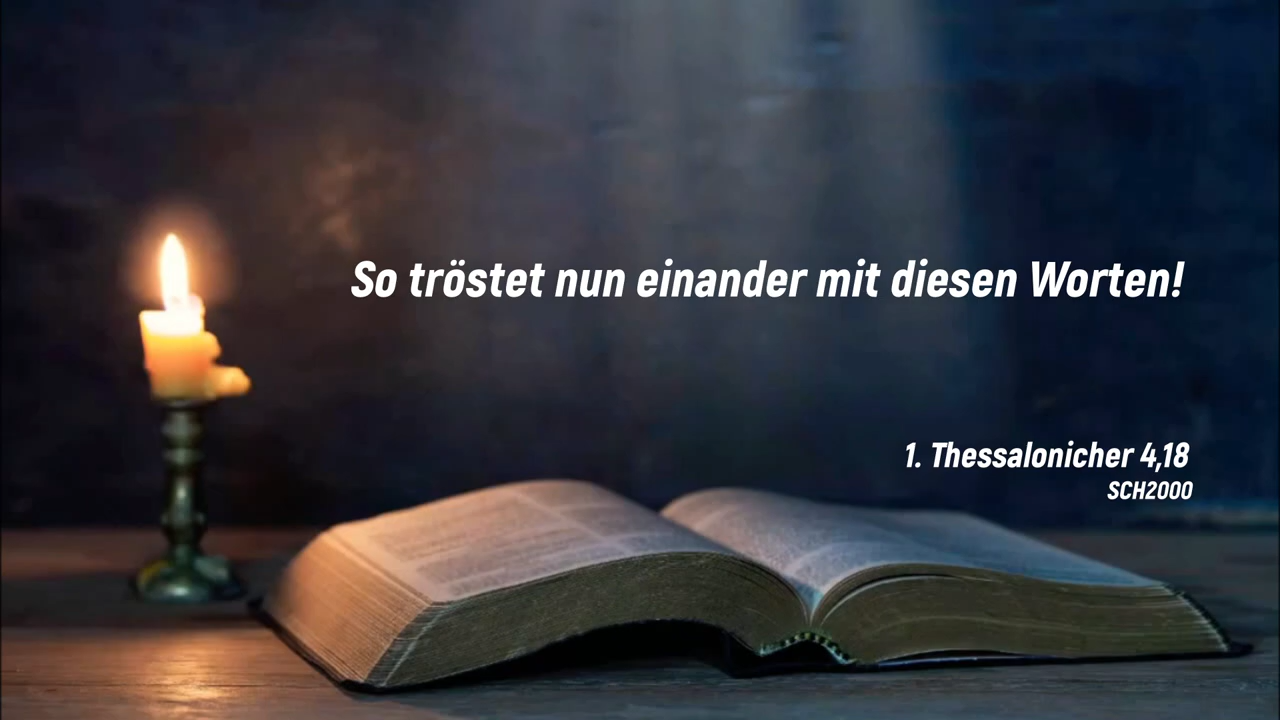 So tröstet nun einander mit diesen Worten!
1. Thessalonicher 4,18
SCH2000